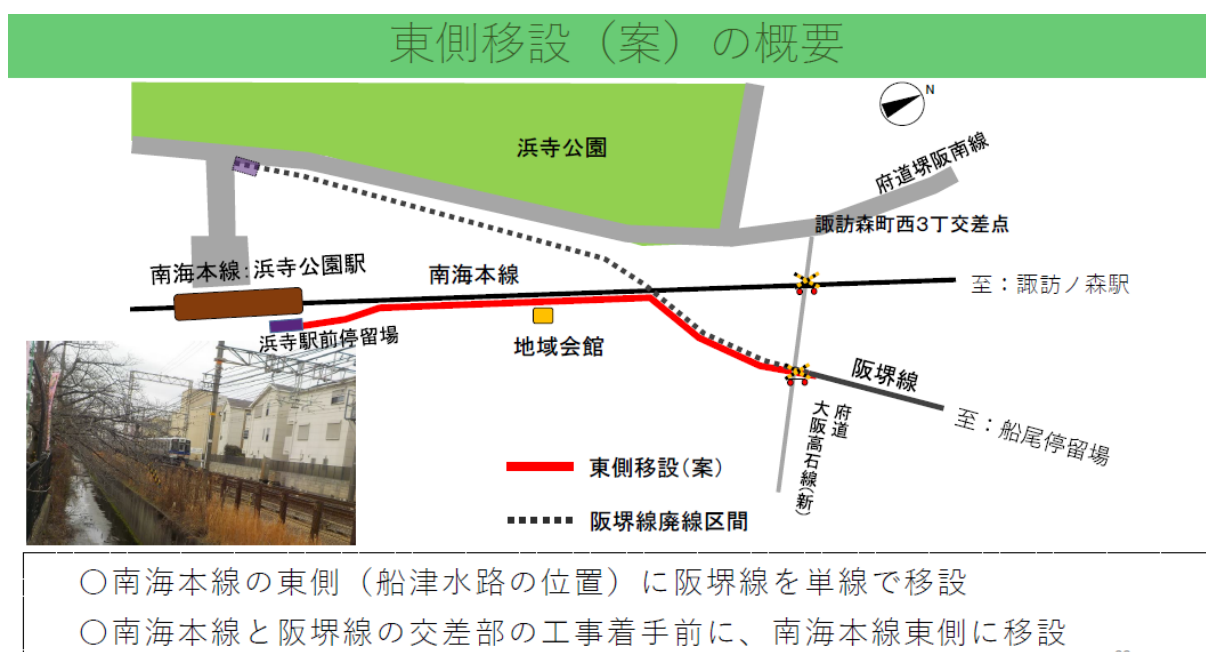 東側移設（案）の概要
N
浜寺公園
府道堺阪南線
諏訪森町西3丁交差点
南海本線:浜寺公園駅
南海本線
至：諏訪ノ森駅
浜寺駅前停留場
地域会館
阪堺線
至：船尾停留場
府道
大阪高石線(新)
東側移設(案)
阪堺線廃線区間
〇南海本線の東側（船津水路の位置）に阪堺線を単線で移設
〇南海本線と阪堺線の交差部の工事着手前に、南海本線東側に移設